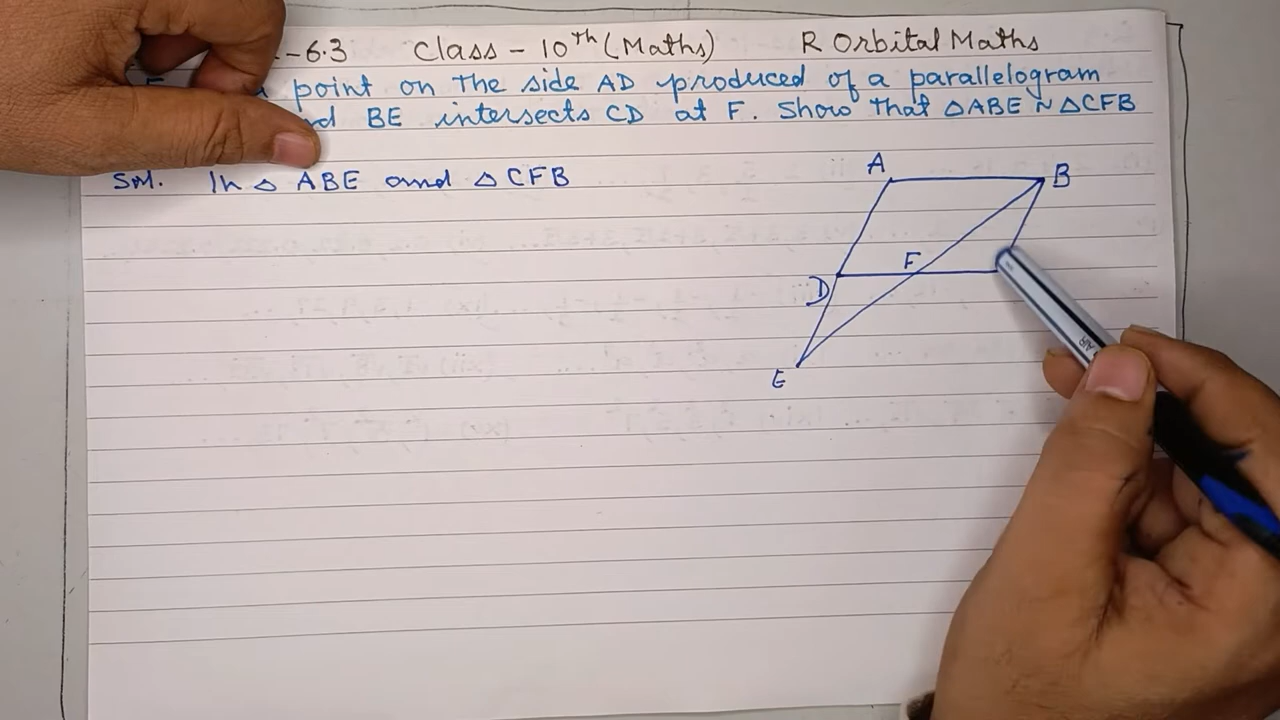 -6.3 Class - 10th (Maths) R Orbital Maths
point on the side AD produced of a parallelogram
BE intersects CD at F. Show that △ABE ~ △CFB
Sol. In △ ABE and △ CFB
A
B
F
D
E